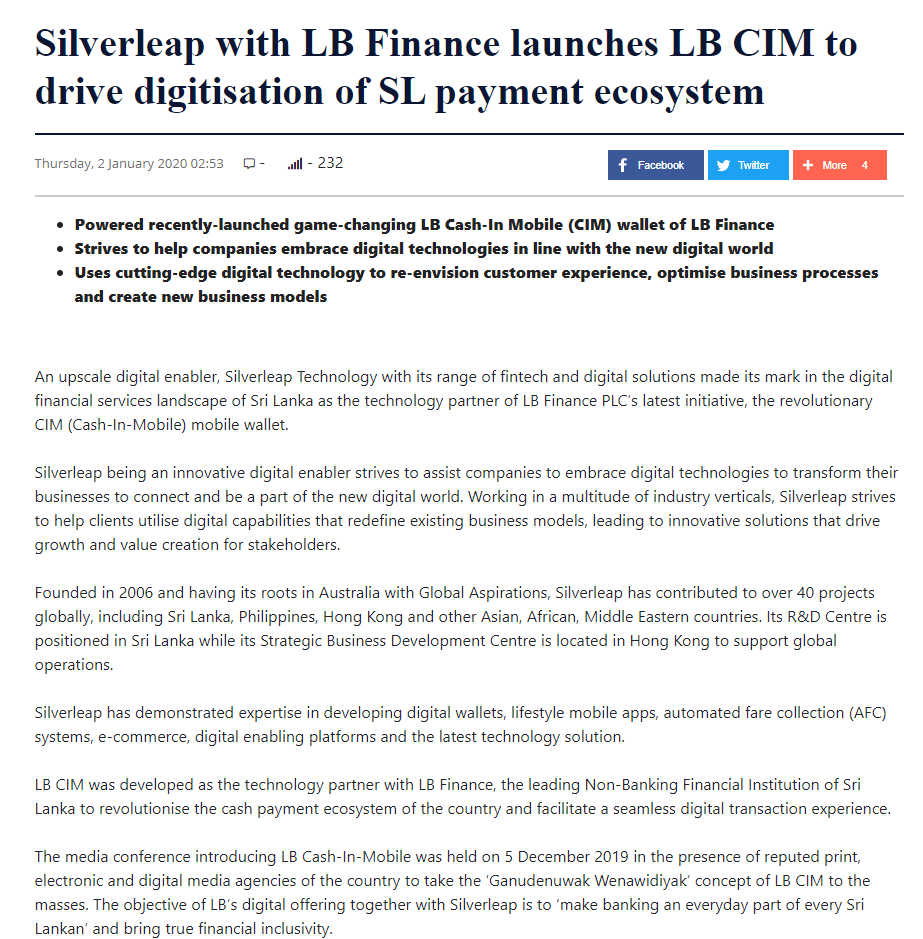 Silverleap with LB Finance launches LB CIM to
drive digitisation of SL payment ecosystem
Thursday, 2 January 2020 02:53 - - 232 Facebook Twitter More 4
• Powered recently-launched game-changing LB Cash-In Mobile (CIM) wallet of LB Finance
• Strives to help companies embrace digital technologies in line with the new digital world
• Uses cutting-edge digital technology to re-envision customer experience, optimise business processes
and create new business models
An upscale digital enabler, Silverleap Technology with its range of fintech and digital solutions made its mark in the digital
financial services landscape of Sri Lanka as the technology partner of LB Finance PLC's latest initiative, the revolutionary
CIM (Cash-In-Mobile) mobile wallet.
Silverleap being an innovative digital enabler strives to assist companies to embrace digital technologies to transform their
businesses to connect and be a part of the new digital world. Working in a multitude of industry verticals, Silverleap strives
to help clients utilise digital capabilities that redefine existing business models, leading to innovative solutions that drive
growth and value creation for stakeholders.
Founded in 2006 and having its roots in Australia with Global Aspirations, Silverleap has contributed to over 40 projects
globally, including Sri Lanka, Philippines, Hong Kong and other Asian, African, Middle Eastern countries. Its R&D Centre is
positioned in Sri Lanka while its Strategic Business Development Centre is located in Hong Kong to support global
operations.
Silverleap has demonstrated expertise in developing digital wallets, lifestyle mobile apps, automated fare collection (AFC)
systems, e-commerce, digital enabling platforms and the latest technology solution.
LB CIM was developed as the technology partner with LB Finance, the leading Non-Banking Financial Institution of Sri
Lanka to revolutionise the cash payment ecosystem of the country and facilitate a seamless digital transaction experience.
The media conference introducing LB Cash-In-Mobile was held on 5 December 2019 in the presence of reputed print,
electronic and digital media agencies of the country to take the 'Ganudenuwak Wenawidiyak' concept of LB CIM to the
masses. The objective of LB's digital offering together with Silverleap is to 'make banking an everyday part of every Sri
Lankan' and bring true financial inclusivity.